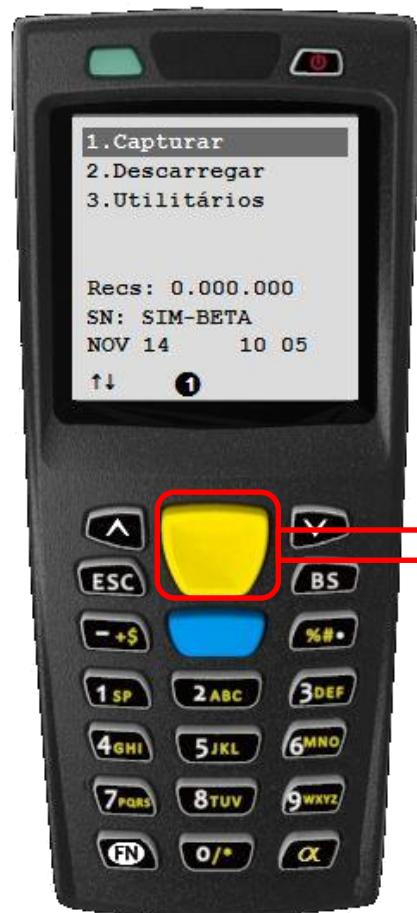 1.Capturar
2.Descarregar
3.Utilitários
Recs: 0.000.000
SN: SIM-BETA
NOV 14 10 05
↑↓ 1
ESC BS
- +$ %#•
1 SP 2 ABC 3 DEF
4 GHI 5 JKL 6 MNO
7 PQRS 8 TUV 9 WXYZ
FN 0/* α